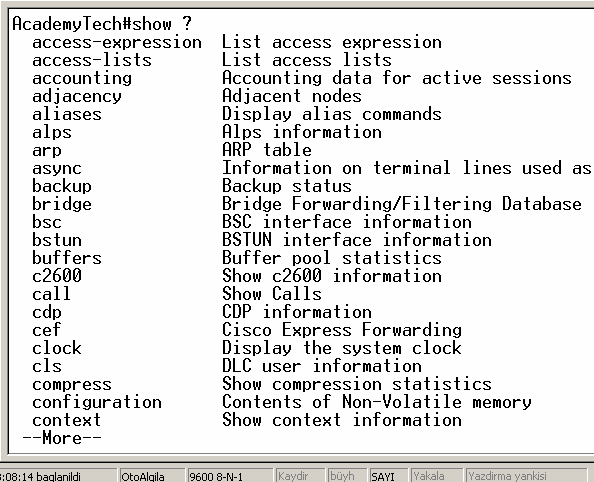 AcademyTech#show ?
access-expression  List access expression
access-lists       List access lists
accounting         Accounting data for active sessions
adjacency          Adjacent nodes
aliases            Display alias commands
alps               Alps information
arp                ARP table
async              Information on terminal lines used as
backup             Backup status
bridge             Bridge Forwarding/Filtering Database
bsc                BSC interface information
bstun              BSTUN interface information
buffers            Buffer pool statistics
c2600              Show c2600 information
call               Show Calls
cdp                CDP information
cef                Cisco Express Forwarding
clock              Display the system clock
cls                DLC user information
compress           Show compression statistics
configuration      Contents of Non-Volatile memory
context            Show context information
--More--
:08:14 baglanildi OtoAlgila 9600 8-N-1 Kaydir büyh SAYI Yakala Yazdirma yankisi